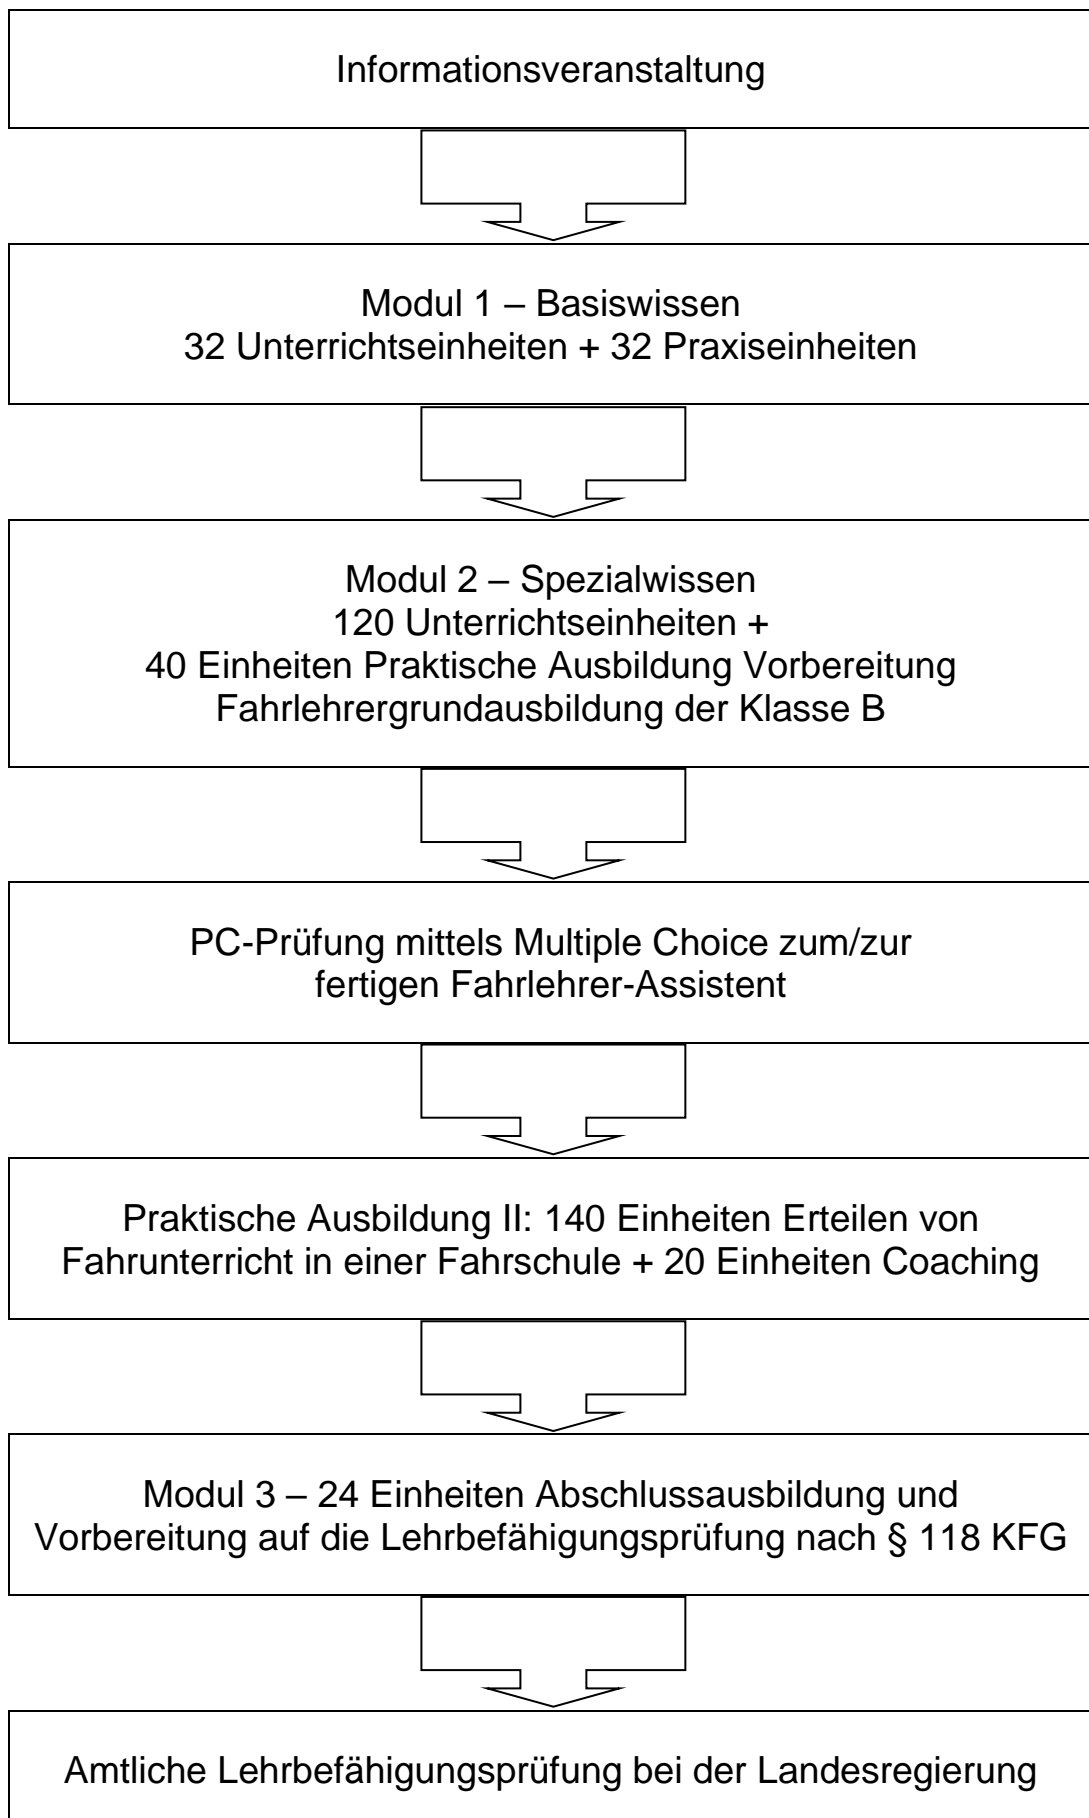 Informationsveranstaltung
Modul 1 – Basiswissen
32 Unterrichtseinheiten + 32 Praxiseinheiten
Modul 2 – Spezialwissen
120 Unterrichtseinheiten +
40 Einheiten Praktische Ausbildung Vorbereitung
Fahrlehrergrundausbildung der Klasse B
PC-Prüfung mittels Multiple Choice zum/zur
fertigen Fahrlehrer-Assistent
Praktische Ausbildung II: 140 Einheiten Erteilen von
Fahrunterricht in einer Fahrschule + 20 Einheiten Coaching
Modul 3 – 24 Einheiten Abschlussausbildung und
Vorbereitung auf die Lehrbefähigungsprüfung nach § 118 KFG
Amtliche Lehrbefähigungsprüfung bei der Landesregierung